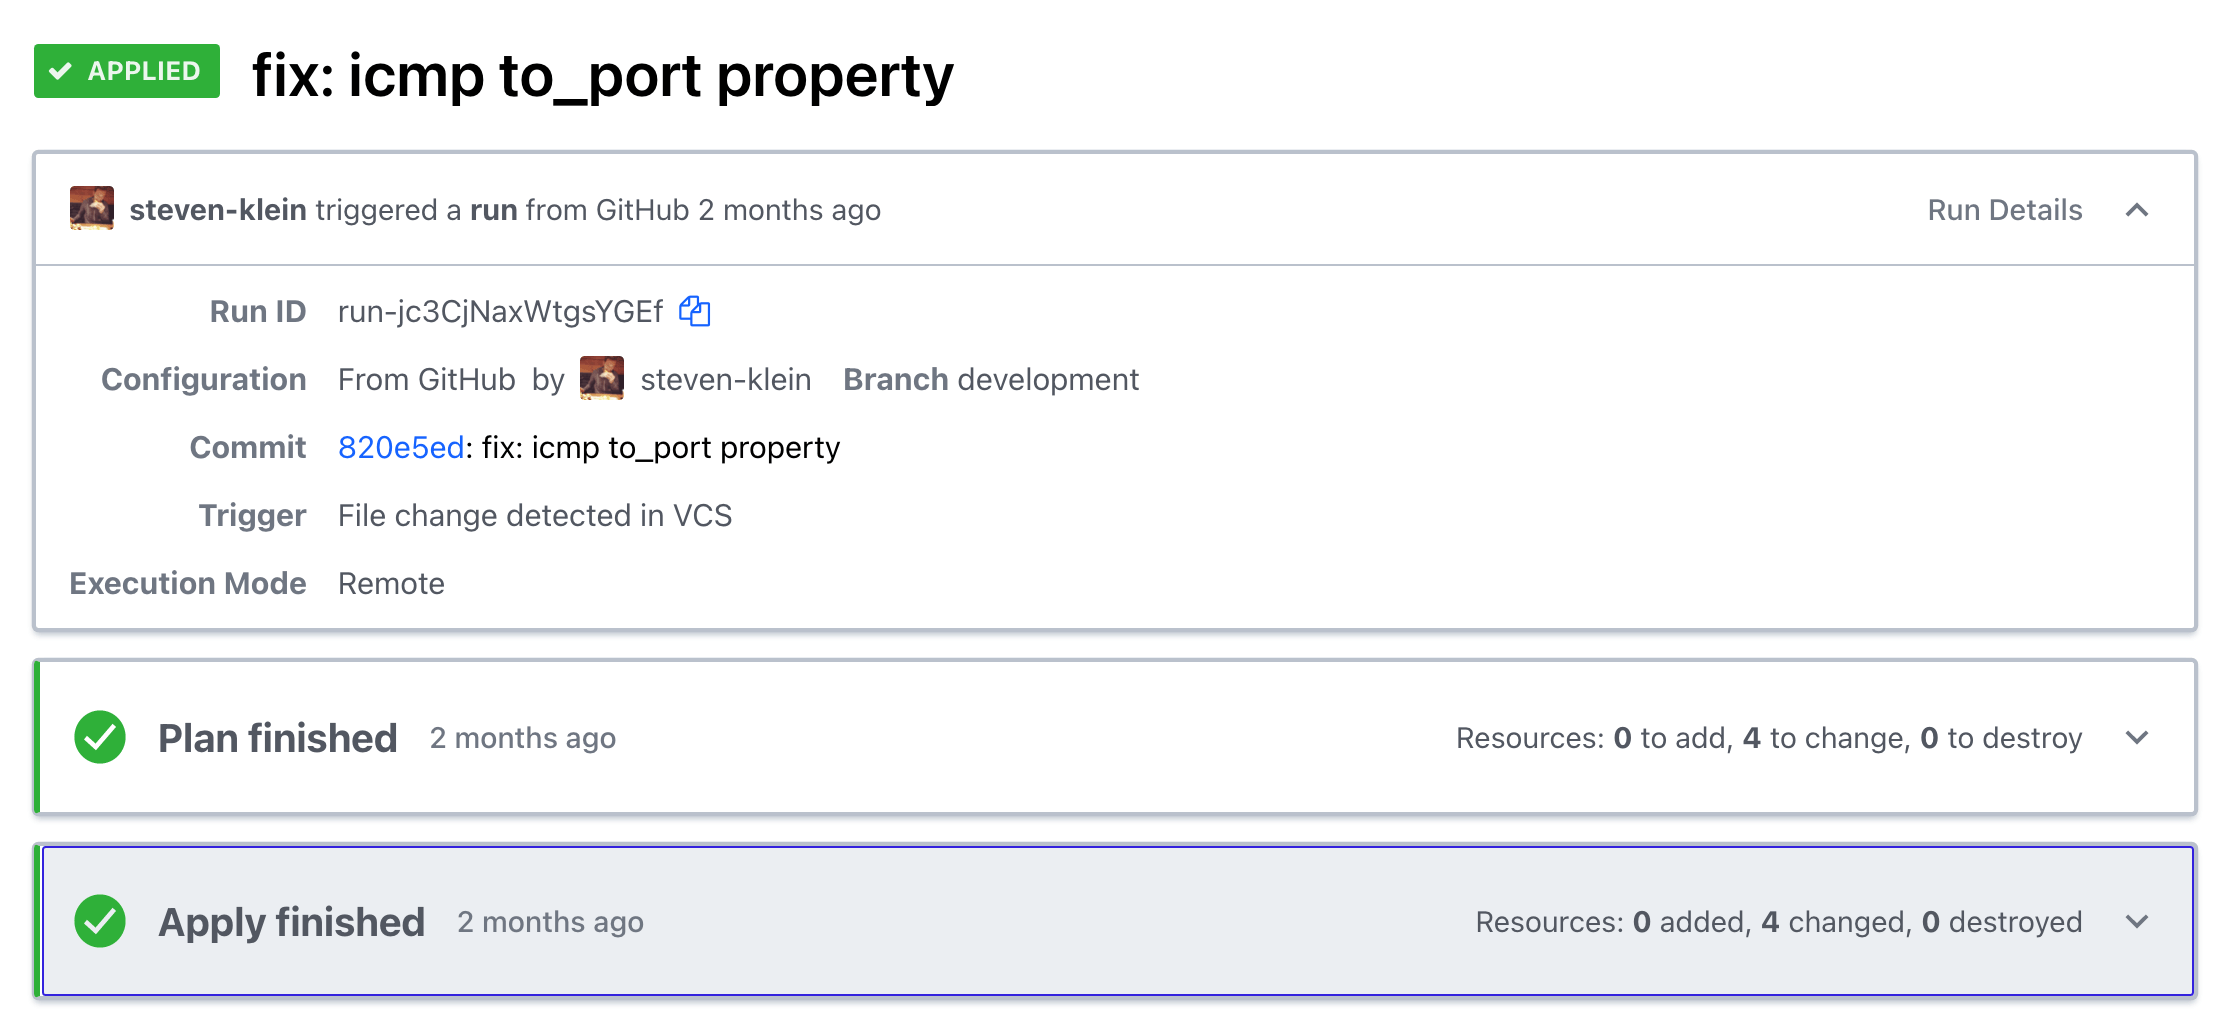 APPLIED fix: icmp to_port property
steven-klein triggered a run from GitHub 2 months ago Run Details
Run ID run-jc3CjNaxWtgsYGEf
Configuration From GitHub by steven-klein Branch development
Commit 820e5ed: fix: icmp to_port property
Trigger File change detected in VCS
Execution Mode Remote
Plan finished 2 months ago Resources: 0 to add, 4 to change, 0 to destroy
Apply finished 2 months ago Resources: 0 added, 4 changed, 0 destroyed